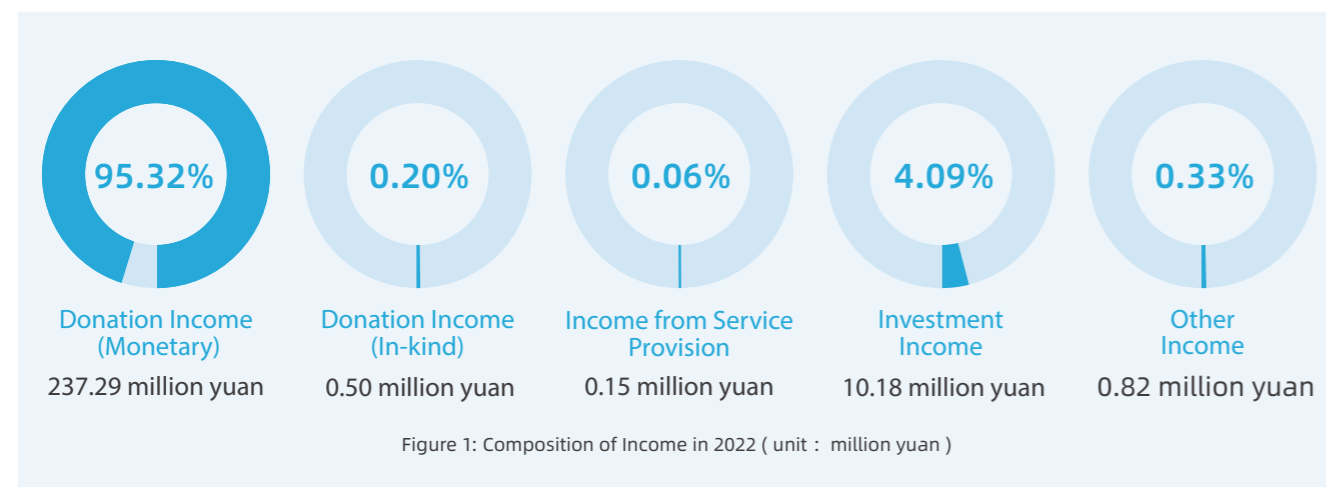 95.32%
0.20%
0.06%
4.09%
0.33%
Donation Income
(Monetary)
237.29 million yuan
Donation Income
(In-kind)
0.50 million yuan
Income from Service
Provision
0.15 million yuan
Investment
Income
10.18 million yuan
Other
Income
0.82 million yuan
Figure 1: Composition of Income in 2022 ( unit： million yuan )